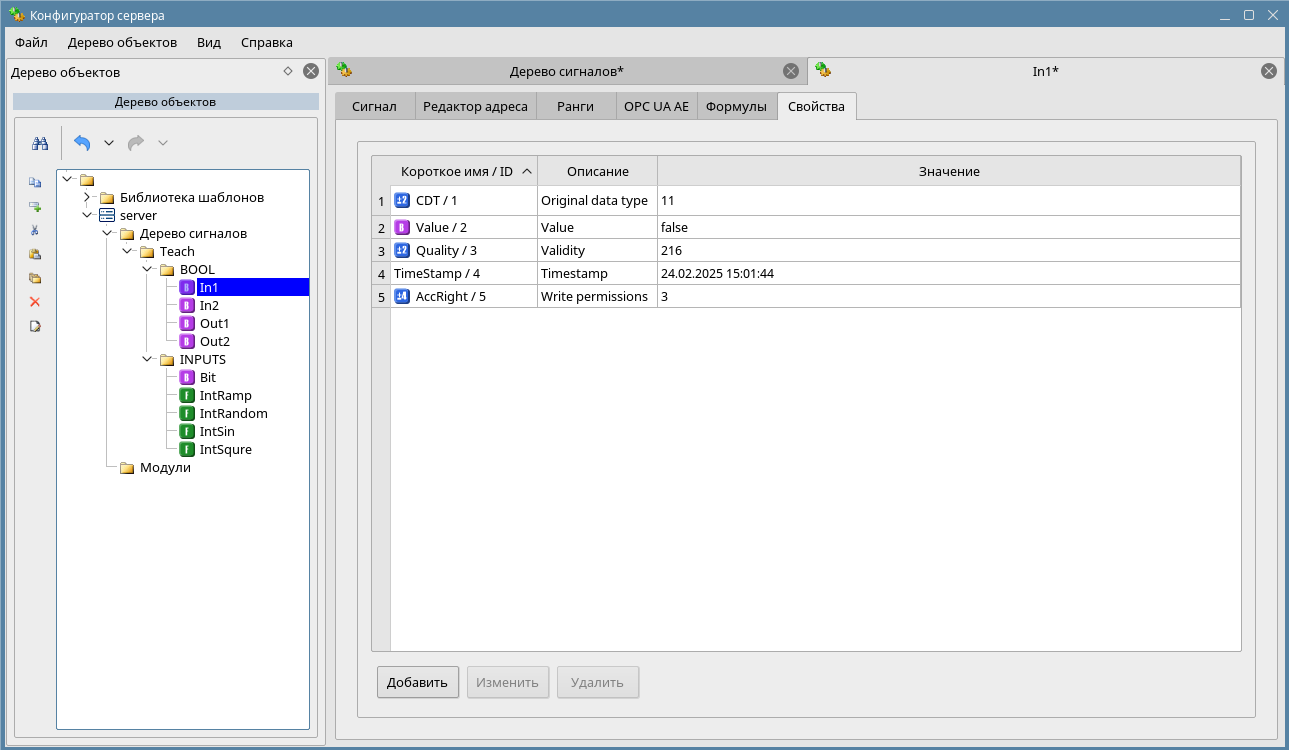 Конфигуратор сервера
Файл Дерево объектов Вид Справка
Дерево объектов
Дерево объектов
Библиотека шаблонов
server
Дерево сигналов
Teach
BOOL
In1
In2
Out1
Out2
INPUTS
Bit
IntRamp
IntRandom
IntSin
IntSqure
Модули
Дерево сигналов*
In1*
Сигнал Редактор адреса Ранги OPC UA AE Формулы Свойства
Короткое имя / ID Описание Значение
1 CDT / 1 Original data type 11
2 Value / 2 Value false
3 Quality / 3 Validity 216
4 TimeStamp / 4 Timestamp 24.02.2025 15:01:44
5 AccRight / 5 Write permissions 3
Добавить Изменить Удалить